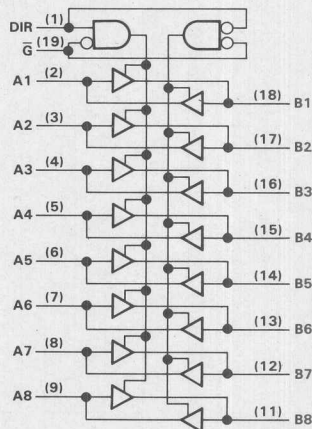 DIR (1)
G̅ (19)
A1 (2) (18) B1
A2 (3) (17) B2
A3 (4) (16) B3
A4 (5) (15) B4
A5 (6) (14) B5
A6 (7) (13) B6
A7 (8) (12) B7
A8 (9) (11) B8